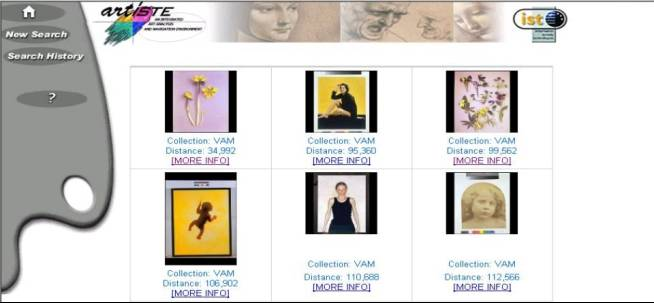 artISTE
AN INTEGRATED
ART ANALYSIS
AND NAVIGATION ENVIRONMENT
ist
New Search
Search History
?
Collection: VAM
Distance: 34,992
[MORE INFO]
Collection: VAM
Distance: 95,360
[MORE INFO]
Collection: VAM
Distance: 99,562
[MORE INFO]
Collection: VAM
Distance: 106,902
[MORE INFO]
Collection: VAM
Distance: 110,688
[MORE INFO]
Collection: VAM
Distance: 112,566
[MORE INFO]